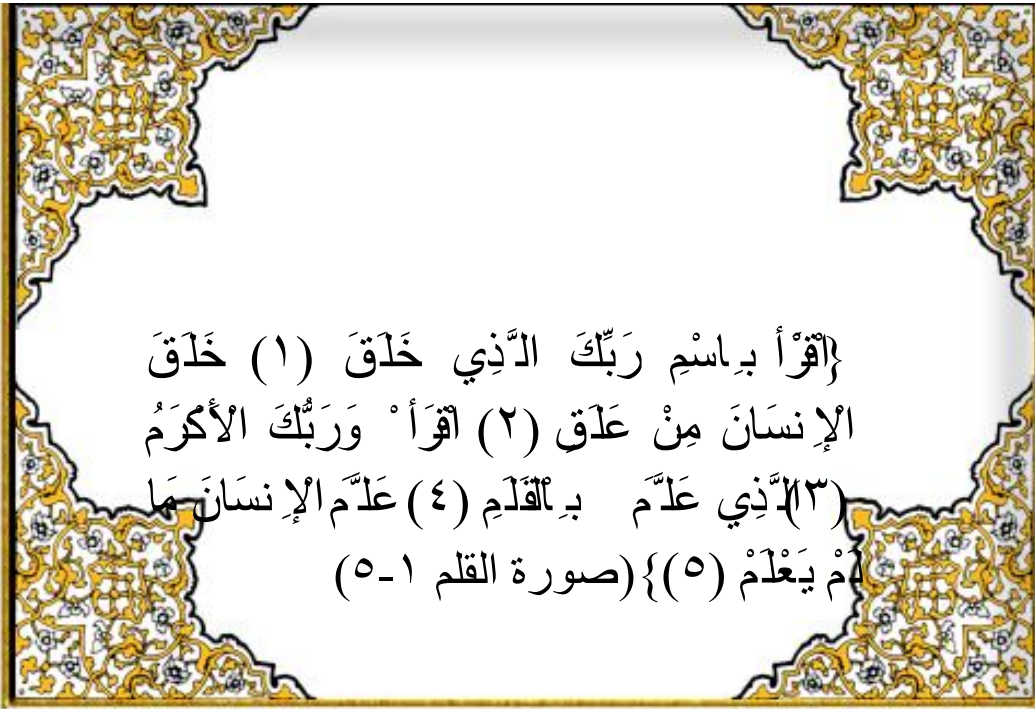 {اقْرَأ بِاسْمِ رَبِّكَ الَّذِي خَلَقَ (١) خَلَقَ
الْإِنسَانَ مِنْ عَلَقٍ (٢) اقْرَأْ وَرَبُّكَ الْأَكْرَمُ
(٣) الَّذِي عَلَّمَ بِالْقَلَمِ (٤) عَلَّمَ الْإِنسَانَ مَا
لَمْ يَعْلَمْ (٥)}(صورة القلم ١-٥)